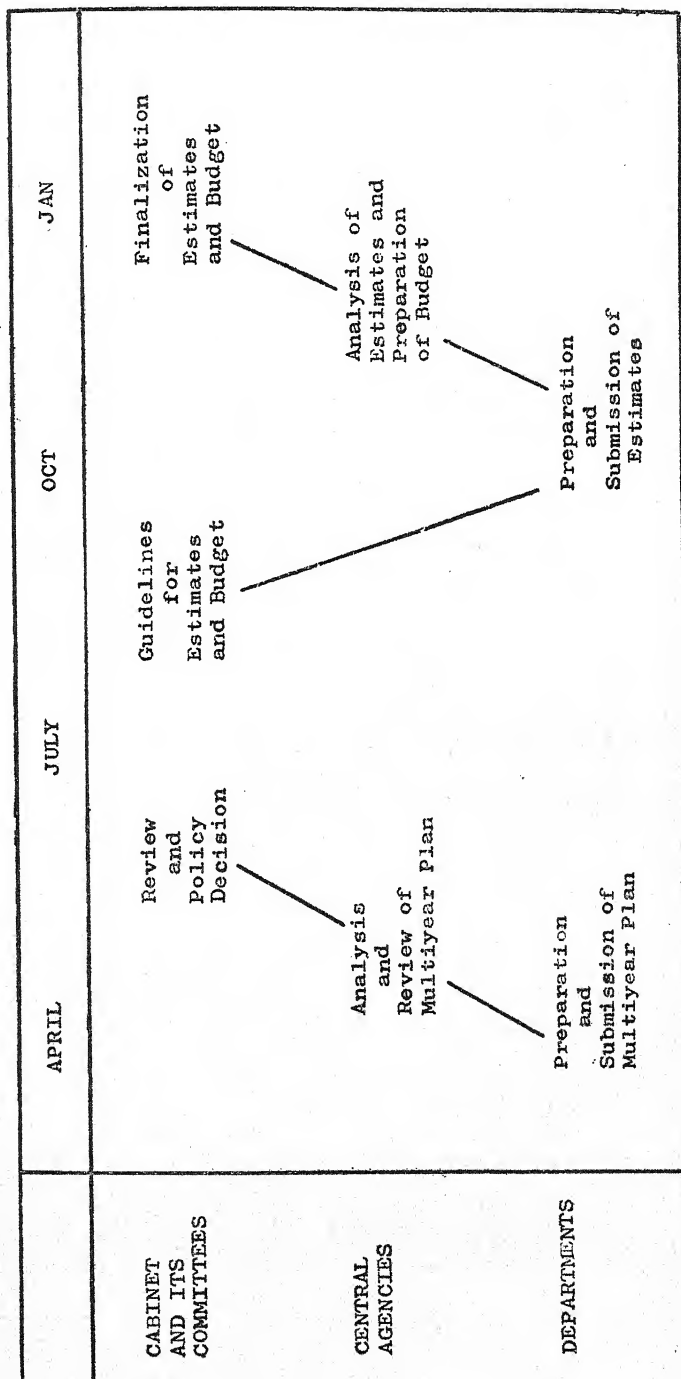 APRIL
JULY
OCT
JAN
CABINET
AND ITS
COMMITTEES
Review
and
Policy
Decision
Guidelines
for
Estimates
and Budget
Finalization
of
Estimates
and Budget
CENTRAL
AGENCIES
Analysis
and
Review of
Multiyear Plan
Analysis of
Estimates and
Preparation
of Budget
DEPARTMENTS
Preparation
and
Submission of
Multiyear Plan
Preparation
and
Submission of
Estimates